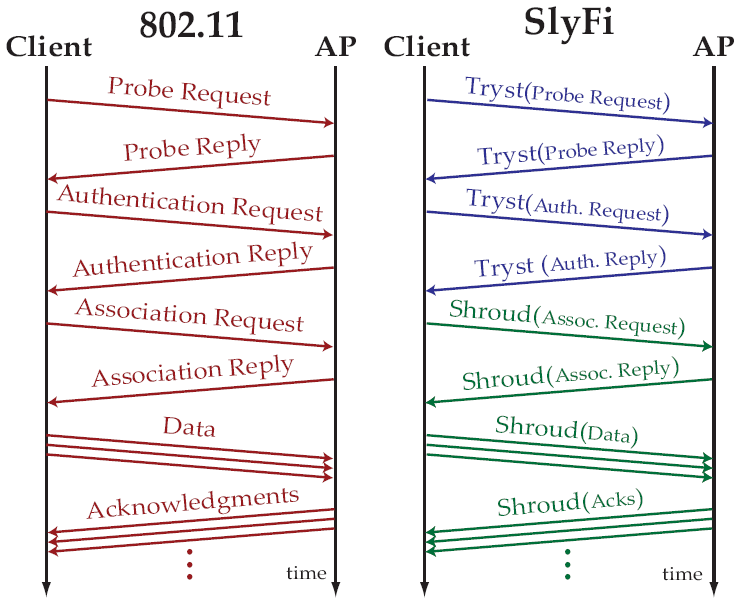 802.11
Client
AP
Probe Request
Probe Reply
Authentication Request
Authentication Reply
Association Request
Association Reply
Data
Acknowledgments
time
SlyFi
Client
AP
Tryst(Probe Request)
Tryst(Probe Reply)
Tryst(Auth. Request)
Tryst (Auth. Reply)
Shroud(Assoc. Request)
Shroud(Assoc. Reply)
Shroud(Data)
Shroud(Acks)
time